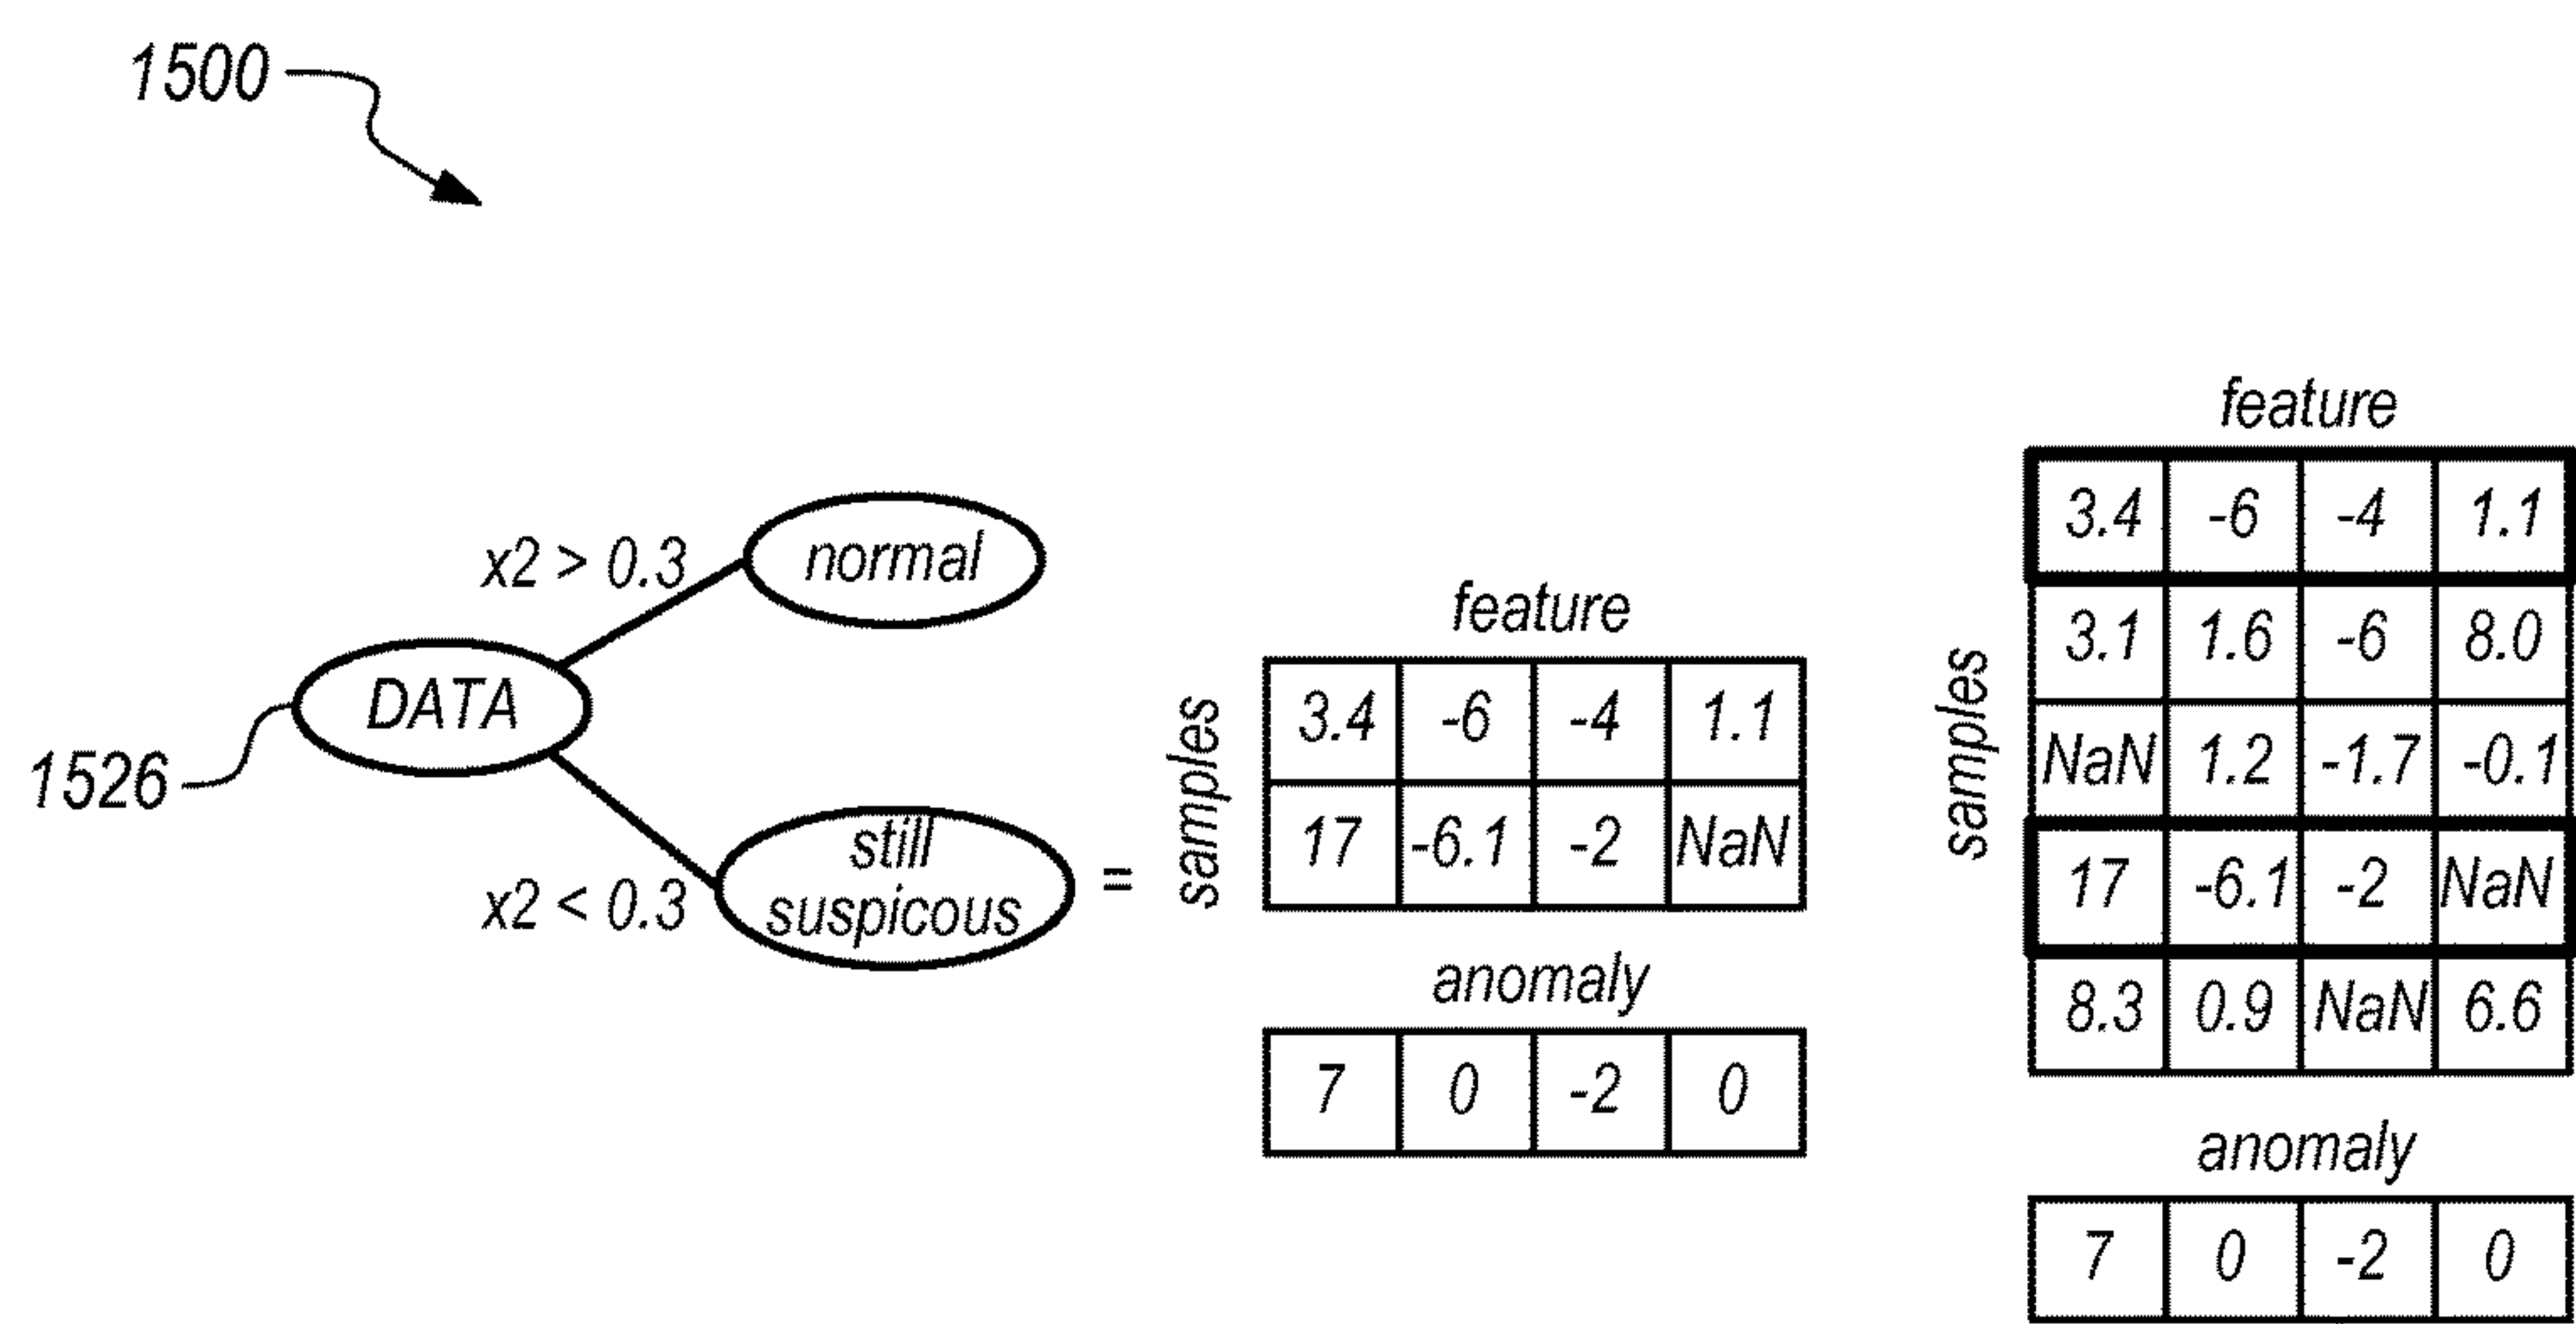 1500
1526
DATA
x2 > 0.3
normal
x2 < 0.3
still
suspicous
=
samples
feature
3.4 -6 -4 1.1
17 -6.1 -2 NaN
anomaly
7 0 -2 0
samples
feature
3.4 -6 -4 1.1
3.1 1.6 -6 8.0
NaN 1.2 -1.7 -0.1
17 -6.1 -2 NaN
8.3 0.9 NaN 6.6
anomaly
7 0 -2 0